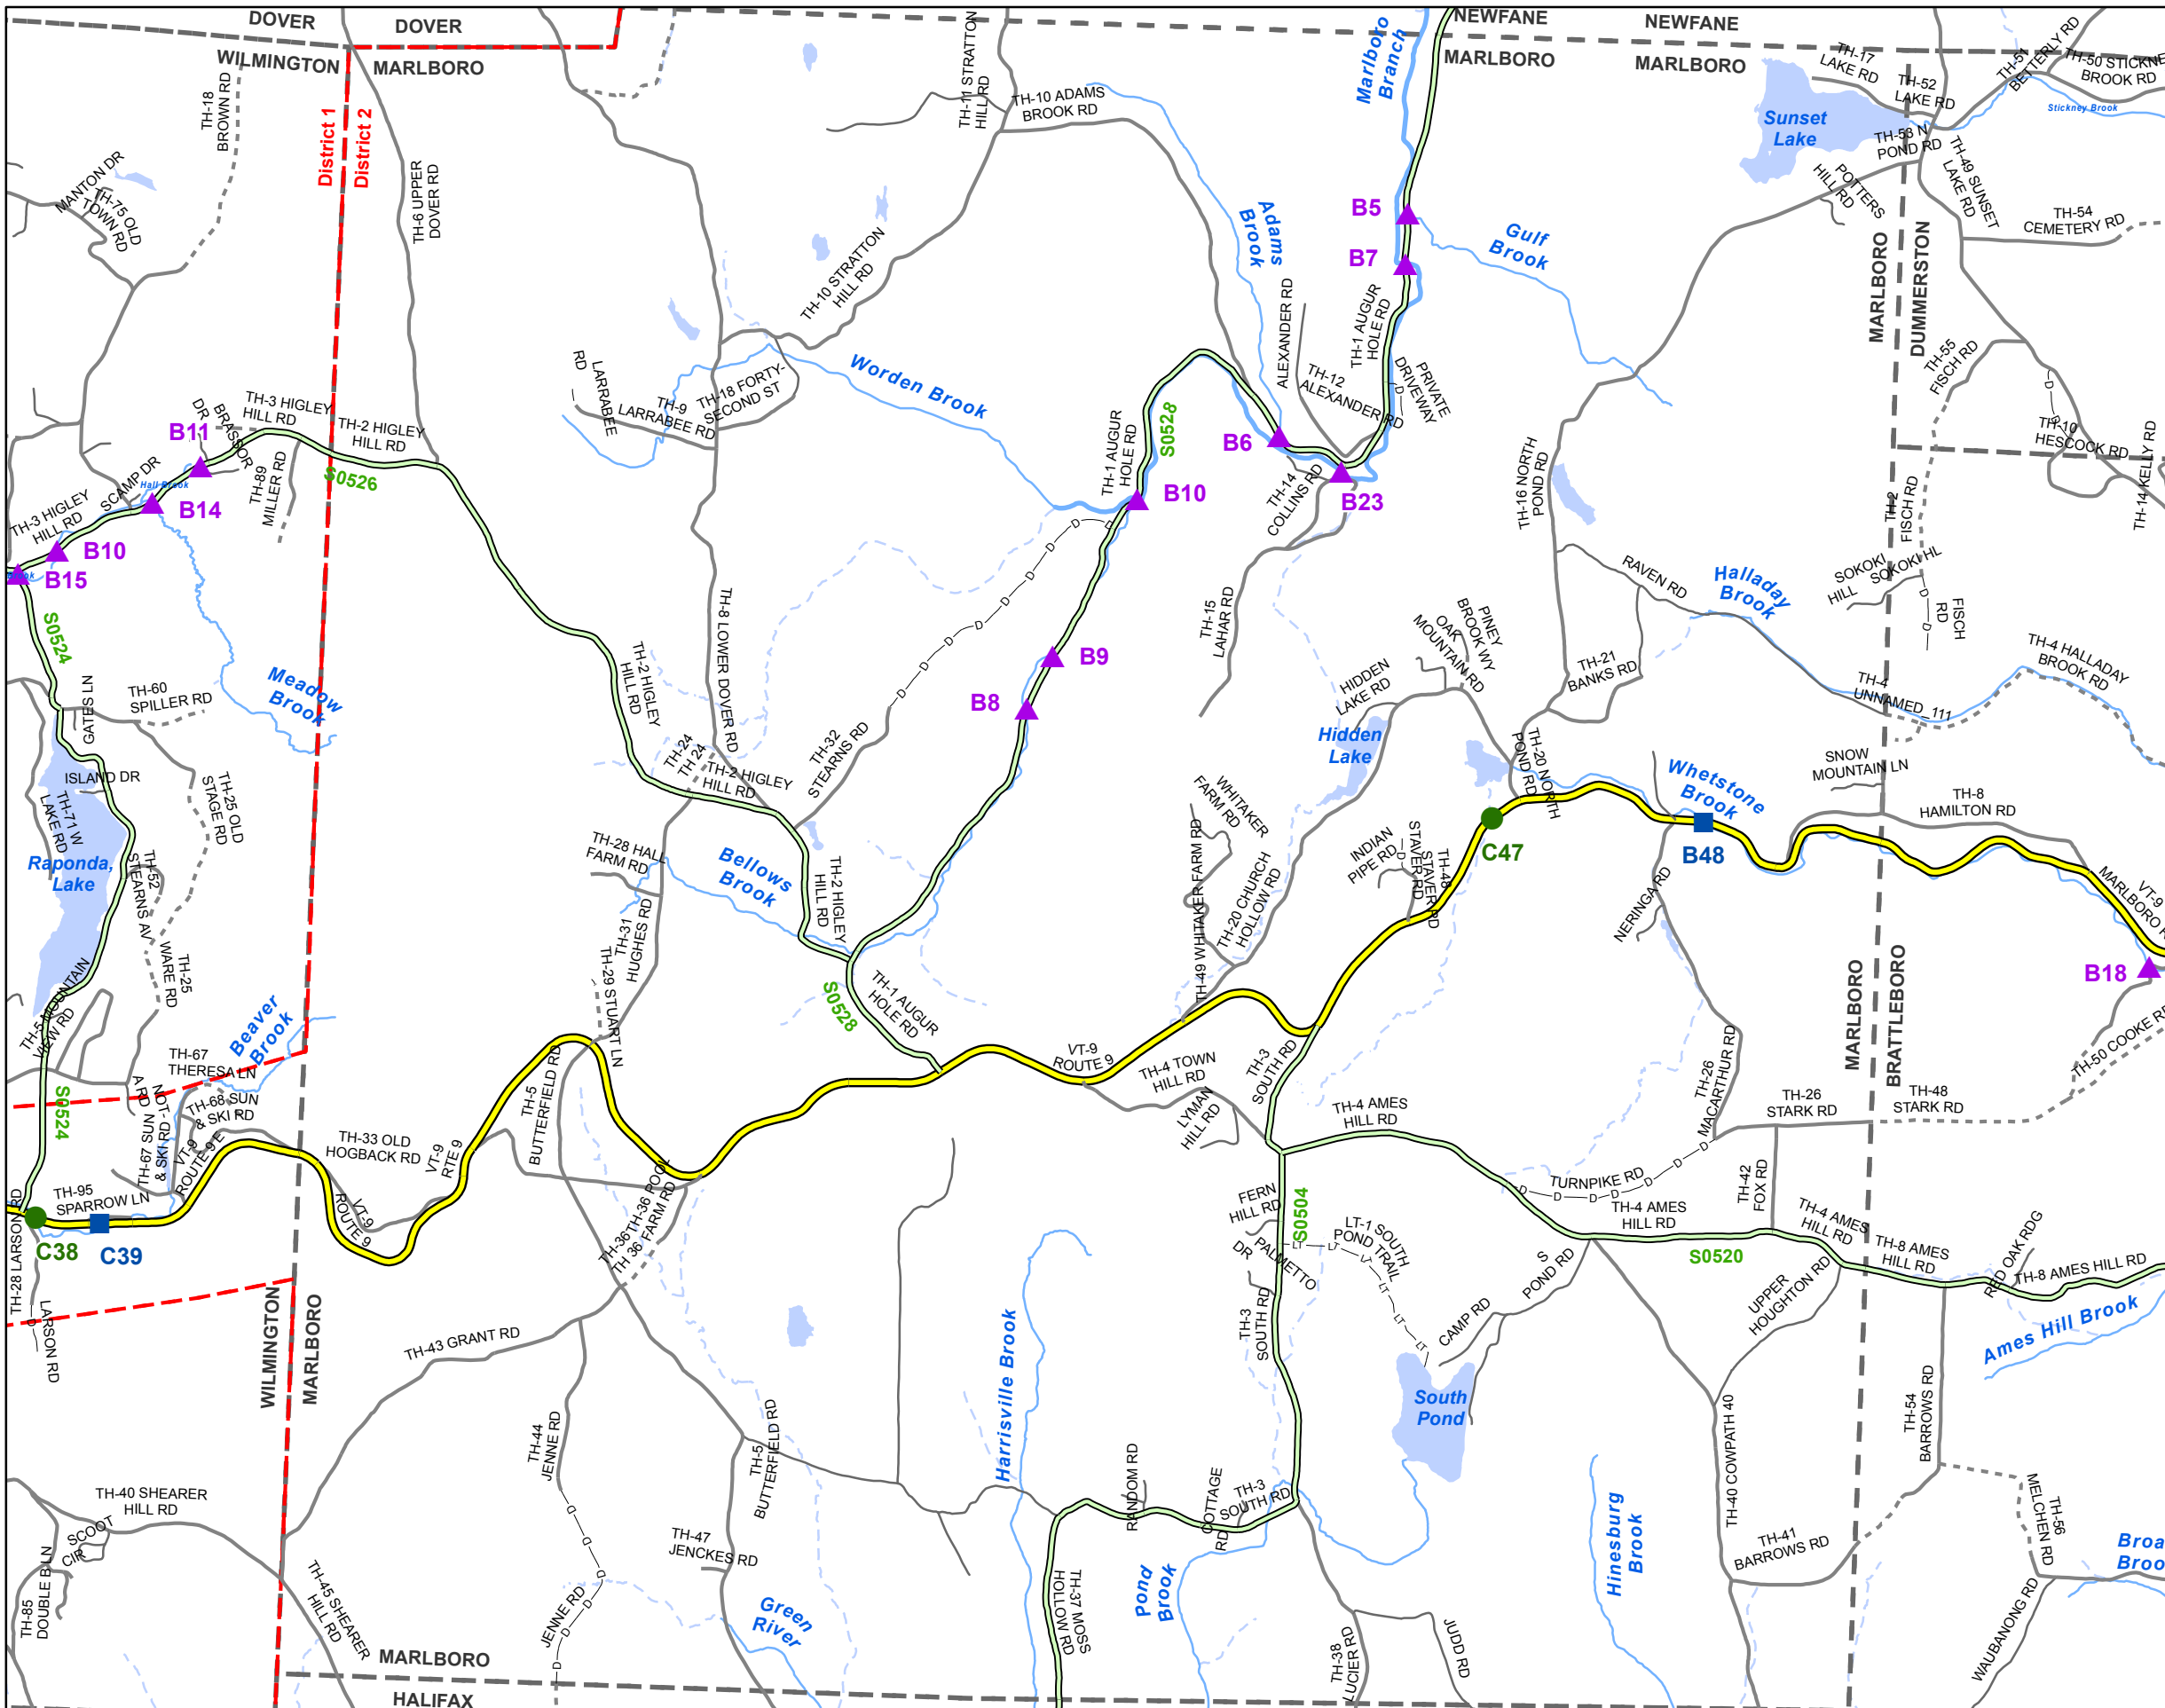 DOVER
DOVER
WILMINGTON
MARLBORO
NEWFANE
NEWFANE
MARLBORO
MARLBORO
District 1
District 2
TH-18
BROWN RD
MANTON DR
TH-75 OLD
TOWN RD
TH-6 UPPER
DOVER RD
TH-11 STRATTON
HILL RD
TH-10 ADAMS
BROOK RD
Marlboro
Branch
TH-17
LAKE RD
TH-52
LAKE RD
TH-51
BETTERLY RD
TH-50 STICKNE
BROOK RD
Stickney Brook
Sunset
Lake
TH-53 N
POND RD
POTTERS
HILL RD
TH-49 SUNSET
LAKE RD
TH-54
CEMETERY RD
MARLBORO
DUMMERSTON
B5
B7
Gulf
Brook
Adams
Brook
ALEXANDER RD
TH-1 AUGUR
HOLE RD
TH-12
ALEXANDER RD
PRIVATE
DRIVEWAY
D
TH-10 STRATTON
HILL RD
Worden Brook
LARRABEE
RD
TH-9
LARRABEE RD
TH-18 FORTY-
SECOND ST
TH-55
FISCH RD
D
TH-10
HESCOCK RD
TH-14 KELLY RD
TH-2
FISCH RD
TH-3 HIGLEY
HILL RD
TH-2 HIGLEY
HILL RD
BRASSOR
DR
B11
SCAMP DR
Hall Brook
B14
TH-89
MILLER RD
S0526
TH-3 HIGLEY
HILL RD
B10
B15
S0524
TH-1 AUGUR
HOLE RD
S0528
B6
B10
B23
TH-14
COLLINS RD
TH-16 NORTH
POND RD
D
D
D
D
D
D
D
D
D
TH-15
LAHAR RD
RAVEN RD
Halladay
Brook
SOKOKI
HILL
SOKOKI HL
FISCH
RD
D
D
TH-4 HALLADAY
BROOK RD
TH-4
UNNAMED_111
GATES LN
TH-60
SPILLER RD
Meadow
Brook
TH-2 HIGLEY
HILL RD
TH-8 LOWER DOVER RD
B9
B8
HIDDEN
LAKE RD
OAK
MOUNTAIN RD
PINEY
BROOK WY
TH-21
BANKS RD
Hidden
Lake
TH-20 NORTH
POND RD
Whetstone
Brook
SNOW
MOUNTAIN LN
TH-8
HAMILTON RD
ISLAND DR
TH-71 W
LAKE RD
TH-25 OLD
STAGE RD
Raponda,
Lake
TH-52
STEARNS AV
TH-25
WARE RD
TH-24
TH 24
TH-2 HIGLEY
HILL RD
TH-32
STEARNS RD
TH-28 HALL
FARM RD
Bellows
Brook
TH-2 HIGLEY
HILL RD
TH-31
HUGHES RD
TH-29 STUART LN
WHITAKER
FARM RD
TH-49 WHITAKER FARM RD
TH-20 CHURCH
HOLLOW RD
INDIAN
PIPE RD
D
STAVER RD
TH-48
STAVER RD
C47
B48
NERINGA RD
VT-9
MARLBORO R
B18
MARLBORO
BRATTLEBORO
TH-5 MOUNTAIN
VIEW RD
Beaver
Brook
S0528
TH-1 AUGUR
HOLE RD
VT-9
ROUTE 9
TH-4 TOWN
HILL RD
LYMAN
HILL RD
TH-3
SOUTH RD
TH-4 AMES
HILL RD
TH-26
MACARTHUR RD
TH-26
STARK RD
TH-48
STARK RD
TH-50 COOKE RD
TH-67
THERESA LN
TH-68 SUN
& SKI RD
NOT-
A RD
TH-67 SUN
& SKI RD
VT-9
ROUTE 9 E
S0524
TH-33 OLD
HOGBACK RD
VT-9
RTE 9
TH-5
BUTTERFIELD RD
TH-95
SPARROW LN
C38
C39
VT-9
ROUTE 9
TH-28 LARSON RD
D
LARSON RD
TH-36
TH 36
TH-36 POOL
FARM RD
FERN
HILL RD
PALMETTO
DR
S0504
LT-1 SOUTH
POND TRAIL
LT
LT
LT
LT
LT
LT
TURNPIKE RD
D
D
D
D
D
D
D
TH-42
FOX RD
TH-4 AMES
HILL RD
S0520
TH-4 AMES
HILL RD
TH-8 AMES
HILL RD
RED OAK RDG
TH-8 AMES HILL RD
Ames Hill Brook
S
POND RD
UPPER
HOUGHTON RD
CAMP RD
South
Pond
WILMINGTON
MARLBORO
TH-43 GRANT RD
TH-3
SOUTH RD
Harrisville Brook
TH-44
JENNE RD
TH-5
BUTTERFIELD RD
TH-54
BARROWS RD
TH-40 COWPATH 40
TH-40 SHEARER
HILL RD
SCOOT
CIR
TH-85
DOUBLE B LN
TH-45 SHEARER
HILL RD
D
D
D
D
D
D
D
JENNE RD
TH-47
JENCKES RD
Green
River
RANDOM RD
COTTAGE
RD
TH-3
SOUTH RD
TH-37 MOSS
HOLLOW RD
Pond
Brook
Hinesburg
Brook
TH-41
BARROWS RD
TH-56
MELCHEN RD
Broa
Broo
WAUBANONG RD
TH-38
LUCIER RD
JUDD RD
MARLBORO
HALIFAX